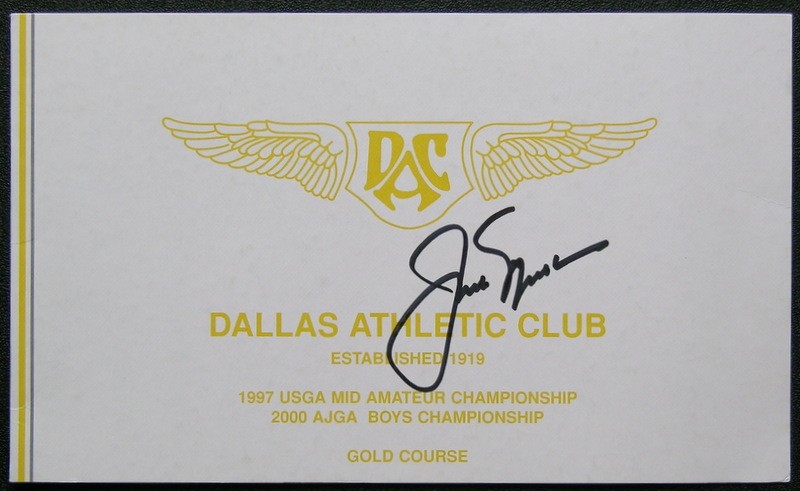 DAC
DALLAS ATHLETIC CLUB
ESTABLISHED 1919
1997 USGA MID AMATEUR CHAMPIONSHIP
2000 AJGA BOYS CHAMPIONSHIP
GOLD COURSE